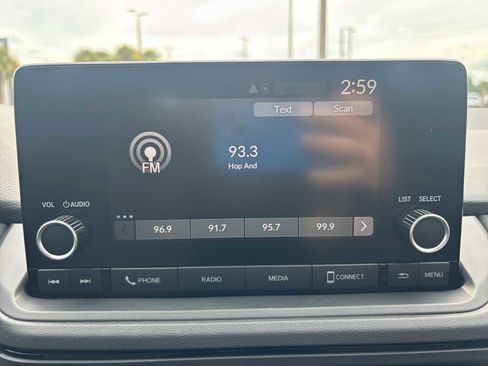 2:59
Text Scan
FM
93.3
Hop And
VOL AUDIO
LIST SELECT
96.9 91.7 95.7 99.9
PHONE RADIO MEDIA CONNECT MENU